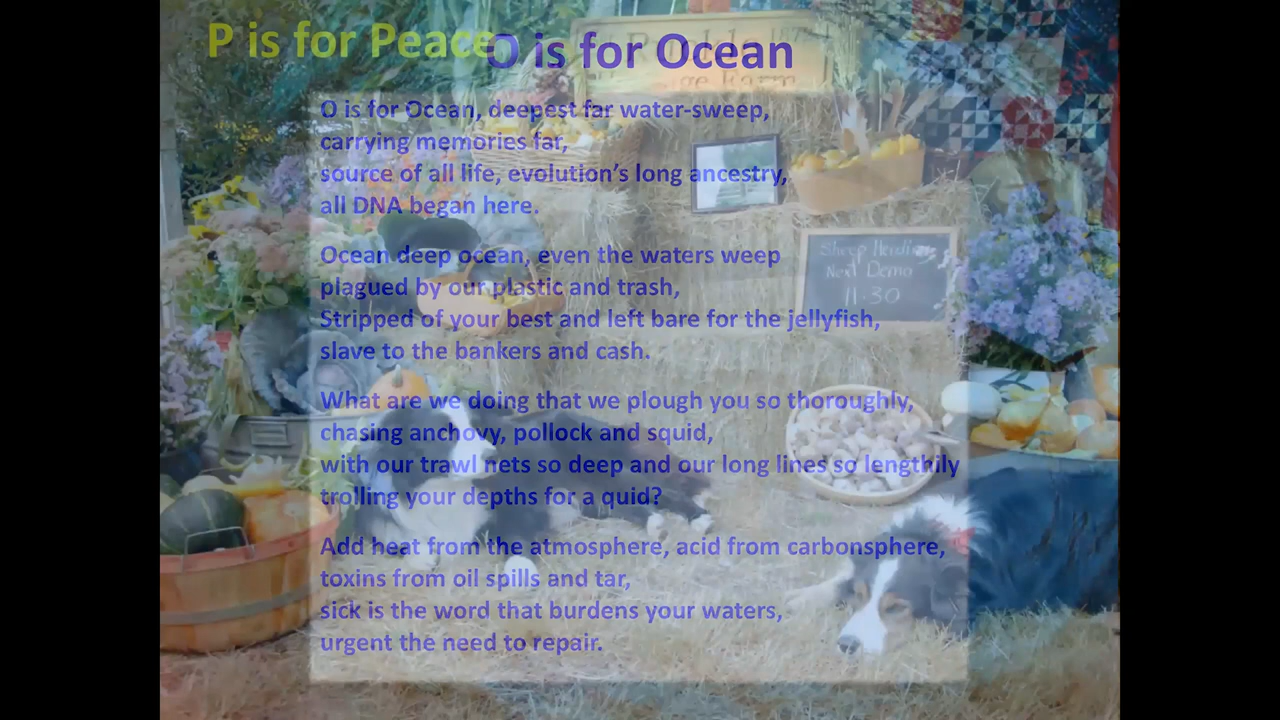 P is for Peace
O is for Ocean
O is for Ocean, deepest far water-sweep,
carrying memories far,
source of all life, evolution's long ancestry,
all DNA began here.
Ocean deep ocean, even the waters weep
plagued by our plastic and trash,
Stripped of your best and left bare for the jellyfish,
slave to the bankers and cash.
What are we doing that we plough you so thoroughly,
chasing anchovy, pollock and squid,
with our trawl nets so deep and our long lines so lengthily
trolling your depths for a quid?
Add heat from the atmosphere, acid from carbonsphere,
toxins from oil spills and tar,
sick is the word that burdens your waters,
urgent the need to repair.
Farm
Sheep Herding
Next Demo
11.30